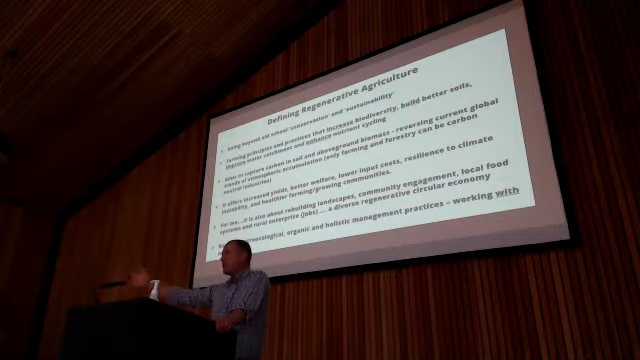 Defining Regenerative Agriculture
Going beyond old school 'conservation' and 'sustainability'
Farming principles and practices that increase biodiversity, build better soils,
improve water catchment and enhance nutrient cycling
Aims to capture carbon in soil and aboveground biomass - reversing current global
trends of atmospheric accumulation (only farming and forestry can be carbon
neutral industries)
It offers increased yields, better welfare, lower input costs, resilience to climate
instability, and healthier farming/growing communities.
For me....it is also about rebuilding landscapes, community engagement, local food
systems and rural enterprise (jobs) .... a diverse regenerative circular economy
organic and holistic management practices – working with